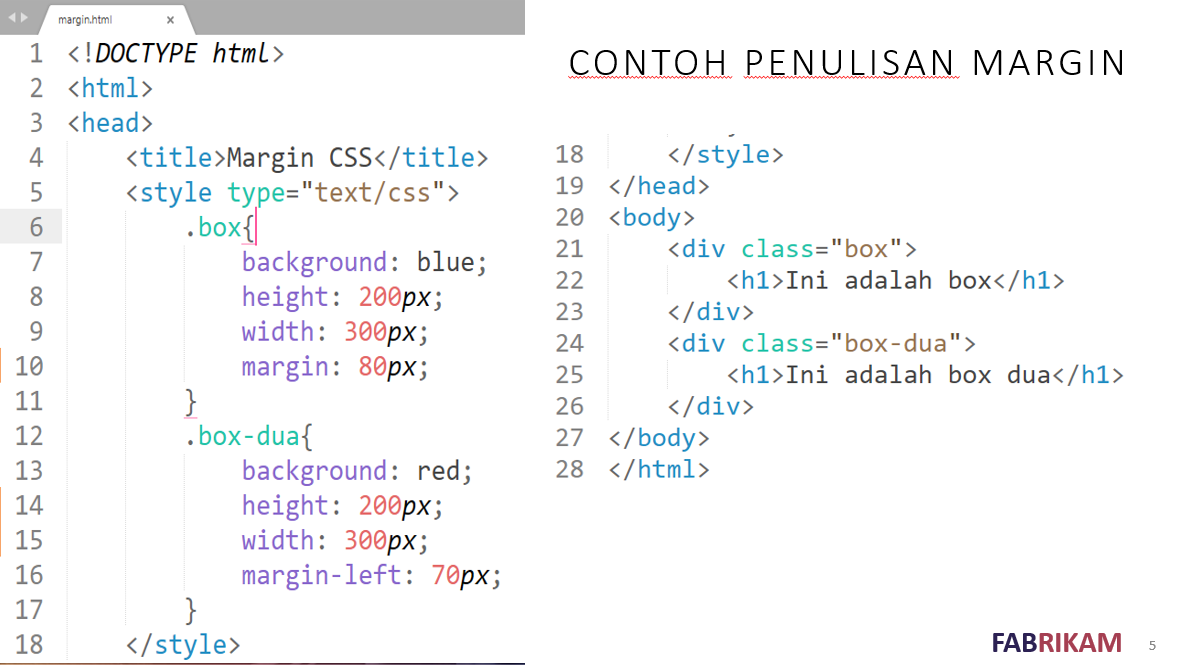 margin.html ×
1 <!DOCTYPE html>
2 <html>
3 <head>
4 <title>Margin CSS</title>
5 <style type="text/css">
6 .box{
7 background: blue;
8 height: 200px;
9 width: 300px;
10 margin: 80px;
11 }
12 .box-dua{
13 background: red;
14 height: 200px;
15 width: 300px;
16 margin-left: 70px;
17 }
18 </style>
CONTOH PENULISAN MARGIN
18 </style>
19 </head>
20 <body>
21 <div class="box">
22 <h1>Ini adalah box</h1>
23 </div>
24 <div class="box-dua">
25 <h1>Ini adalah box dua</h1>
26 </div>
27 </body>
28 </html>
FABRIKAM
5